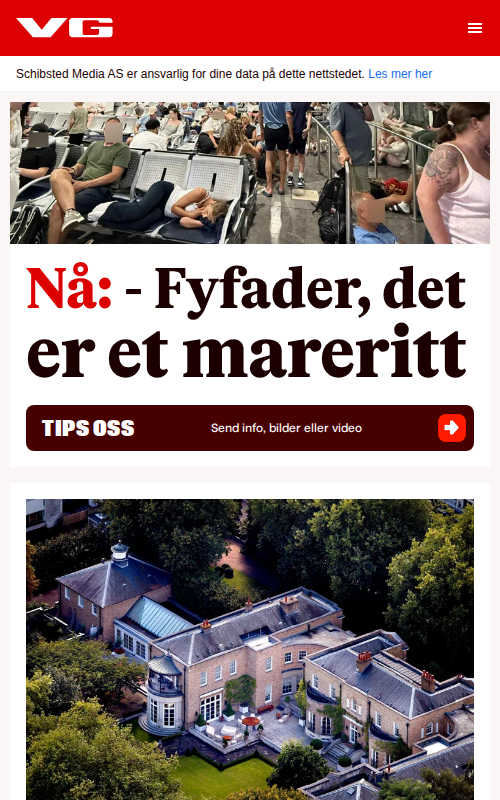 VG
Schibsted Media AS er ansvarlig for dine data på dette nettstedet. Les mer her
Nå: - Fyfader, det
er et mareritt
TIPS OSS
Send info, bilder eller video